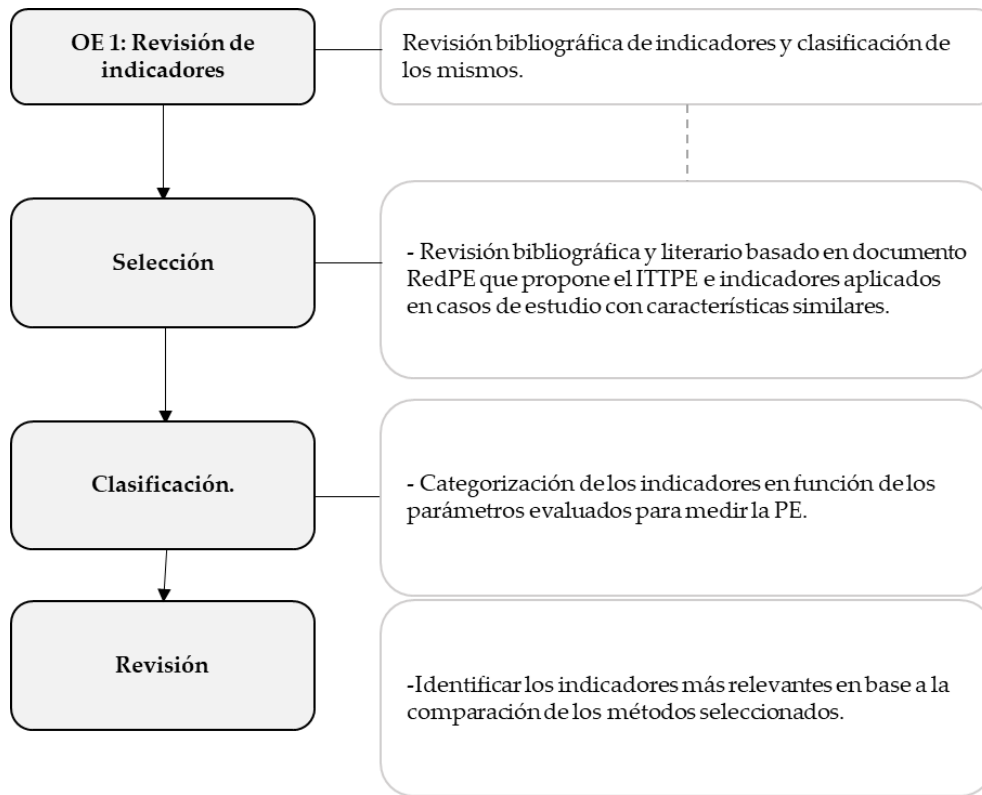 OE 1: Revisión de
indicadores
Revisión bibliográfica de indicadores y clasificación de
los mismos.
Selección
- Revisión bibliográfica y literario basado en documento
RedPE que propone el ITTPE e indicadores aplicados
en casos de estudio con características similares.
Clasificación.
- Categorización de los indicadores en función de los
parámetros evaluados para medir la PE.
Revisión
-Identificar los indicadores más relevantes en base a la
comparación de los métodos seleccionados.